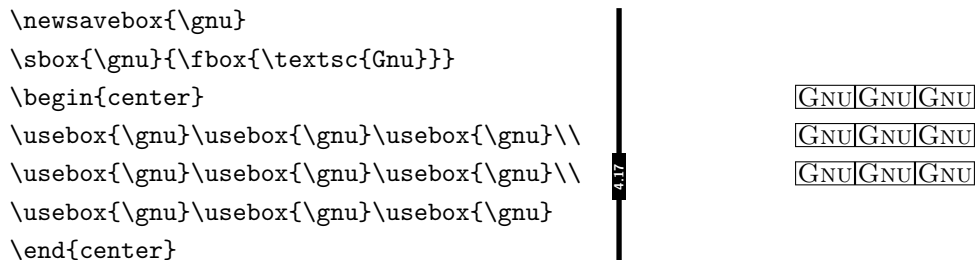 \newsavebox{\gnu}
\sbox{\gnu}{\fbox{\textsc{Gnu}}}
\begin{center}
\usebox{\gnu}\usebox{\gnu}\usebox{\gnu}\\
\usebox{\gnu}\usebox{\gnu}\usebox{\gnu}\\
\usebox{\gnu}\usebox{\gnu}\usebox{\gnu}
\end{center}
4.17
GNU GNU GNU
GNU GNU GNU
GNU GNU GNU